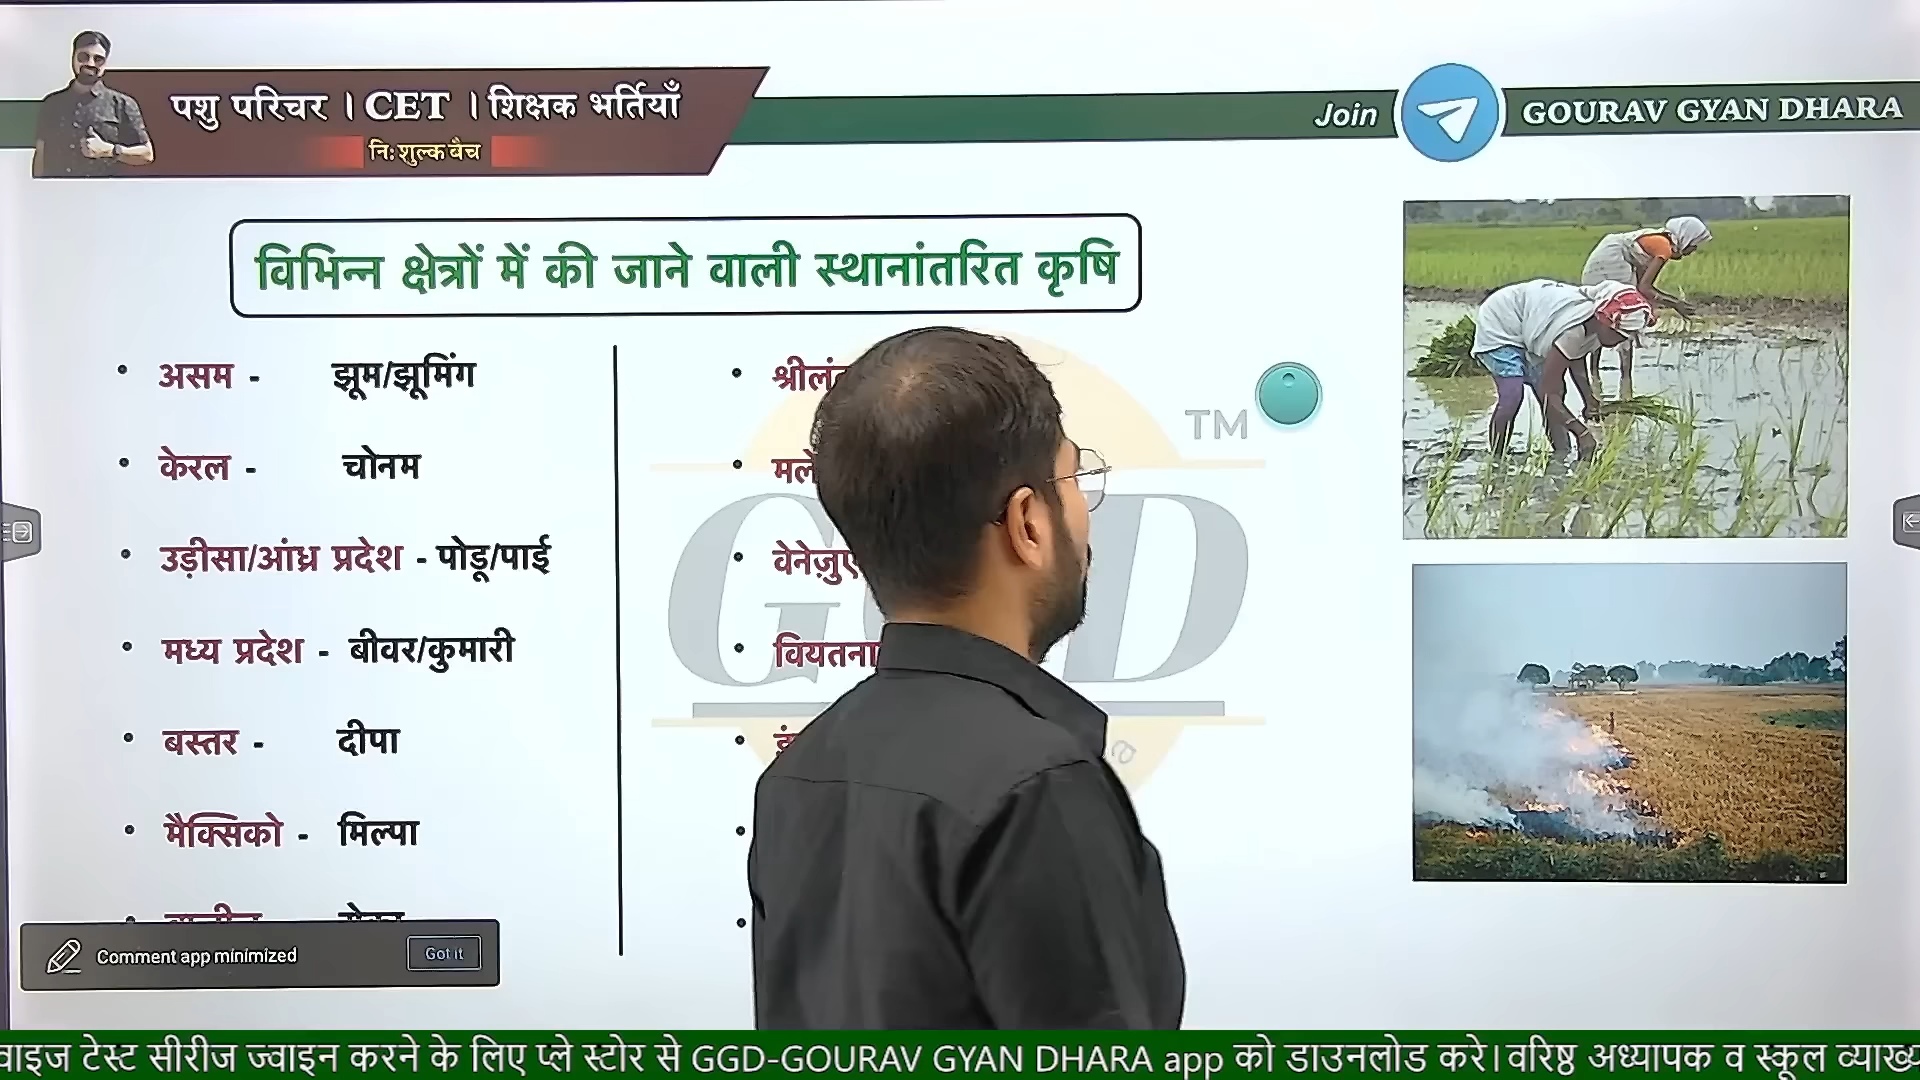 पशु परिचर । CET । शिक्षक भर्तियाँ
निःशुल्क बैच
Join GOURAV GYAN DHARA
विभिन्न क्षेत्रों में की जाने वाली स्थानांतरित कृषि
• असम - झूम/झूमिंग
• केरल - चोनम
• उड़ीसा/आंध्र प्रदेश - पोडू/पाई
• मध्य प्रदेश - बीवर/कुमारी
• बस्तर - दीपा
• मैक्सिको - मिल्पा
TM
Comment app minimized
Got it
वाइज टेस्ट सीरीज ज्वाइन करने के लिए प्ले स्टोर से GGD-GOURAV GYAN DHARA app को डाउनलोड करे।वरिष्ठ अध्यापक व स्कूल